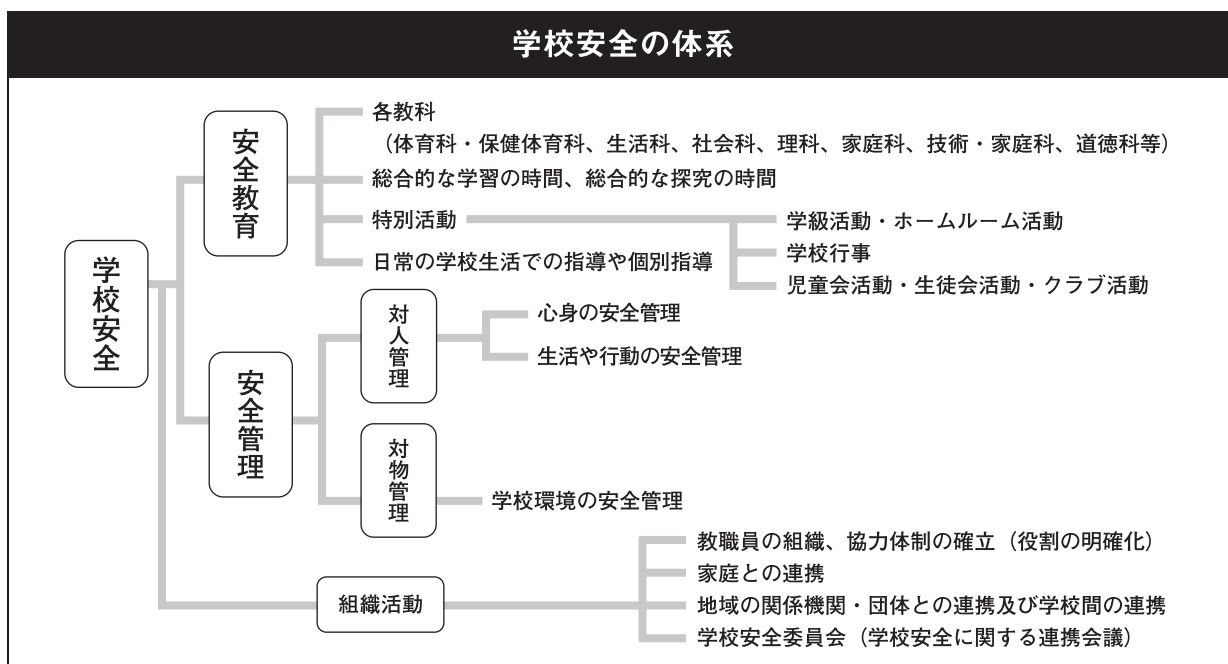 学校安全の体系
学校安全
安全教育
各教科
（体育科・保健体育科、生活科、社会科、理科、家庭科、技術・家庭科、道徳科等）
総合的な学習の時間、総合的な探究の時間
特別活動
学級活動・ホームルーム活動
学校行事
児童会活動・生徒会活動・クラブ活動
日常の学校生活での指導や個別指導
安全管理
対人管理
心身の安全管理
生活や行動の安全管理
対物管理
学校環境の安全管理
組織活動
教職員の組織、協力体制の確立（役割の明確化）
家庭との連携
地域の関係機関・団体との連携及び学校間の連携
学校安全委員会（学校安全に関する連携会議）